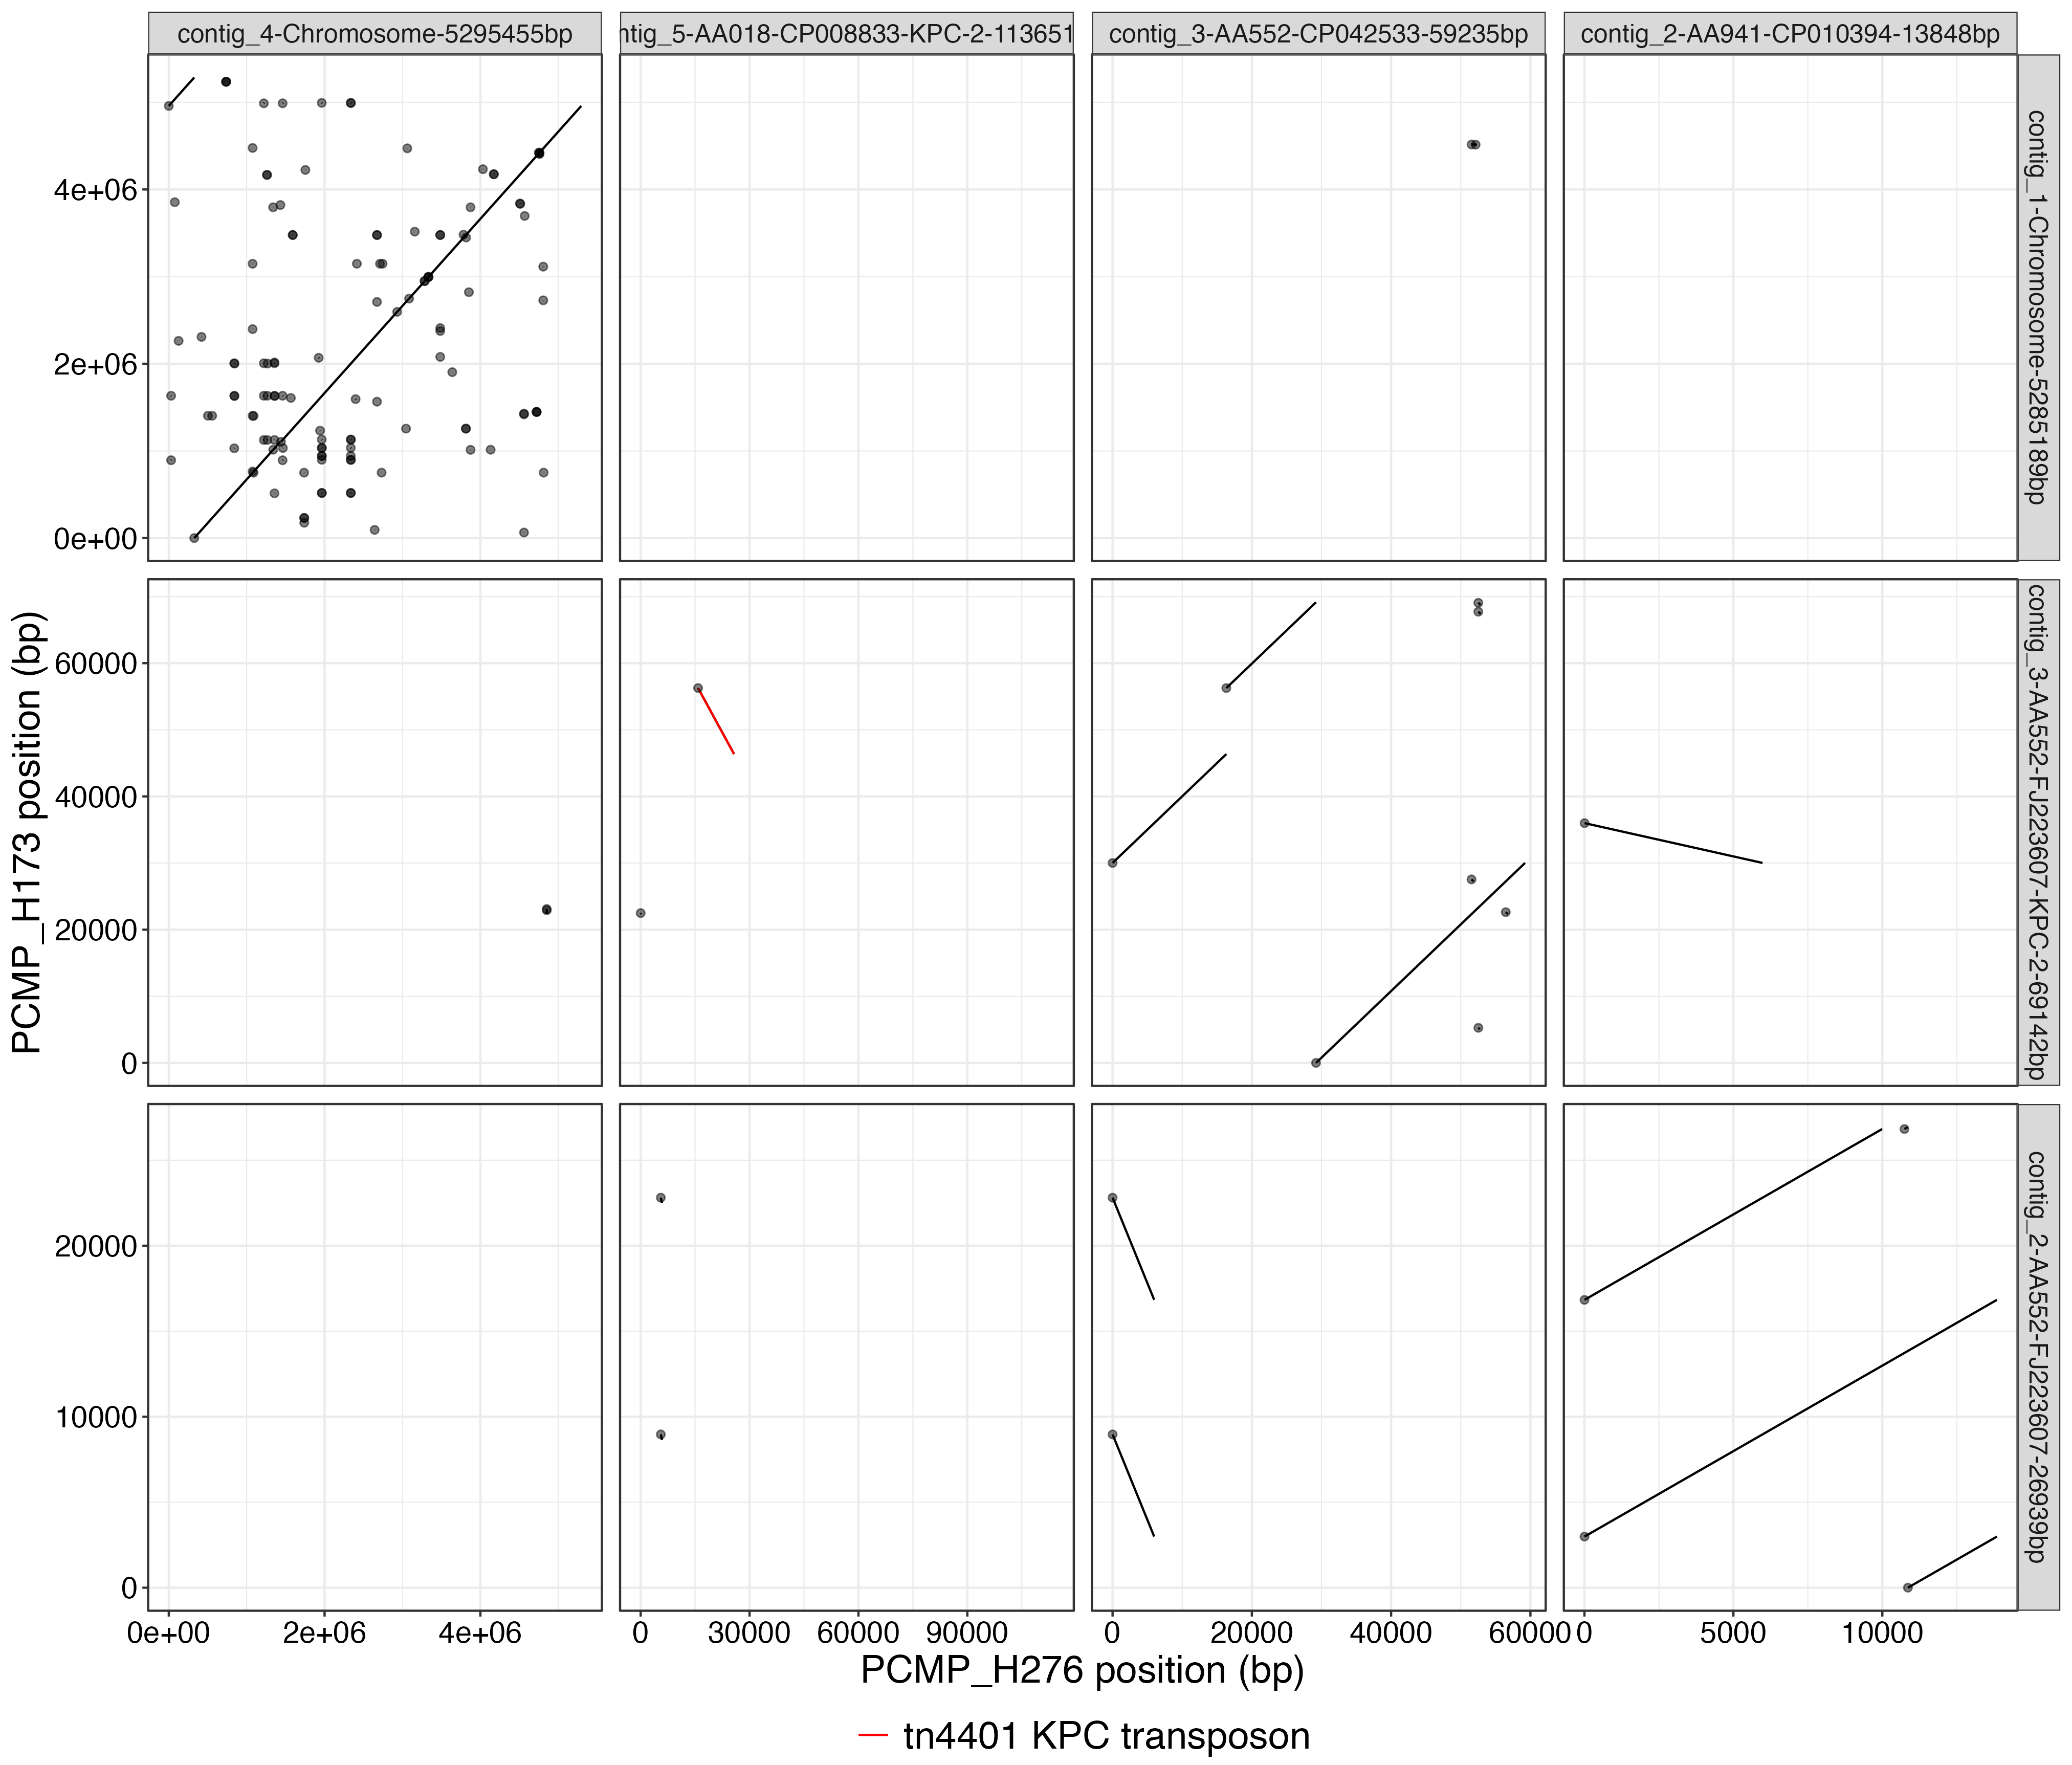 contig_4-Chromosome-5295455bp
ntig_5-AA018-CP008833-KPC-2-113651
contig_3-AA552-CP042533-59235bp
contig_2-AA941-CP010394-13848bp
contig_1-Chromosome-5285189bp
4e+06
2e+06
0e+00
contig_3-AA552-FJ223607-KPC-2-69142bp
60000
40000
20000
0
PCMP_H173 position (bp)
contig_2-AA552-FJ223607-26939bp
20000
10000
0
0e+00 2e+06 4e+06 0 30000 60000 90000 0 20000 40000 60000 0 5000 10000
PCMP_H276 position (bp)
tn4401 KPC transposon